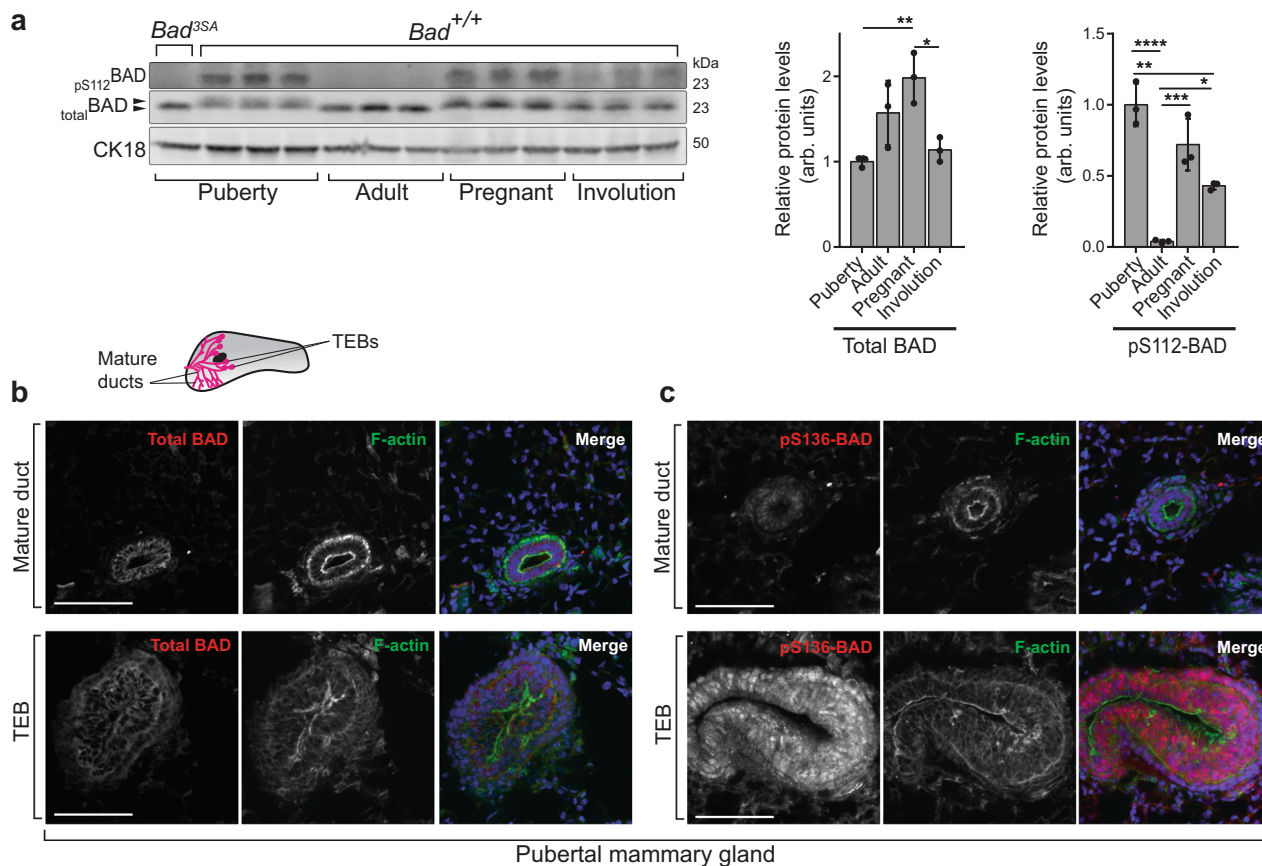 a
Bad3SA
Bad+/+
pS112BAD
totalBAD
CK18
kDa
23
23
50
Puberty
Adult
Pregnant
Involution
Relative protein levels
(arb. units)
2
1
0
**
*
Puberty
Adult
Pregnant
Involution
Total BAD
Relative protein levels
(arb. units)
1.5
1.0
0.5
0.0
****
**
*
***
Puberty
Adult
Pregnant
Involution
pS112-BAD
Mature
ducts
TEBs
b
Mature duct
Total BAD
F-actin
Merge
TEB
Total BAD
F-actin
Merge
c
Mature duct
pS136-BAD
F-actin
Merge
TEB
pS136-BAD
F-actin
Merge
Pubertal mammary gland